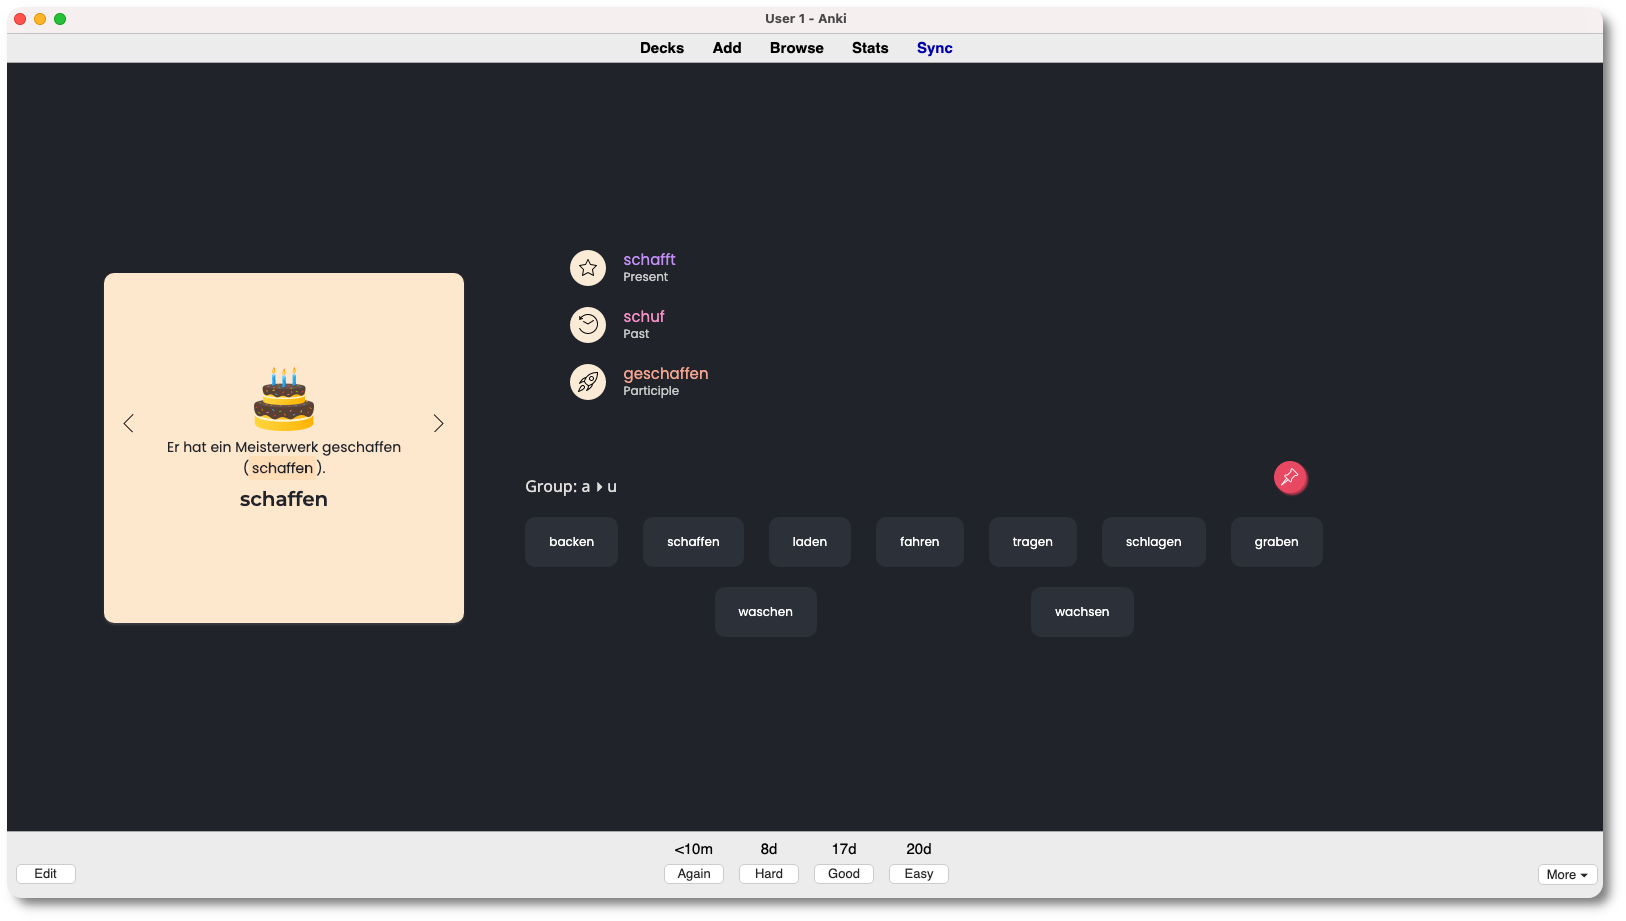 User 1 - Anki
Decks Add Browse Stats Sync
schafft
Present
schuf
Past
geschaffen
Participle
Er hat ein Meisterwerk geschaffen
(schaffen).
schaffen
Group: a ▸ u
backen schaffen laden fahren tragen schlagen graben
waschen wachsen
<10m 8d 17d 20d
Edit Again Hard Good Easy More